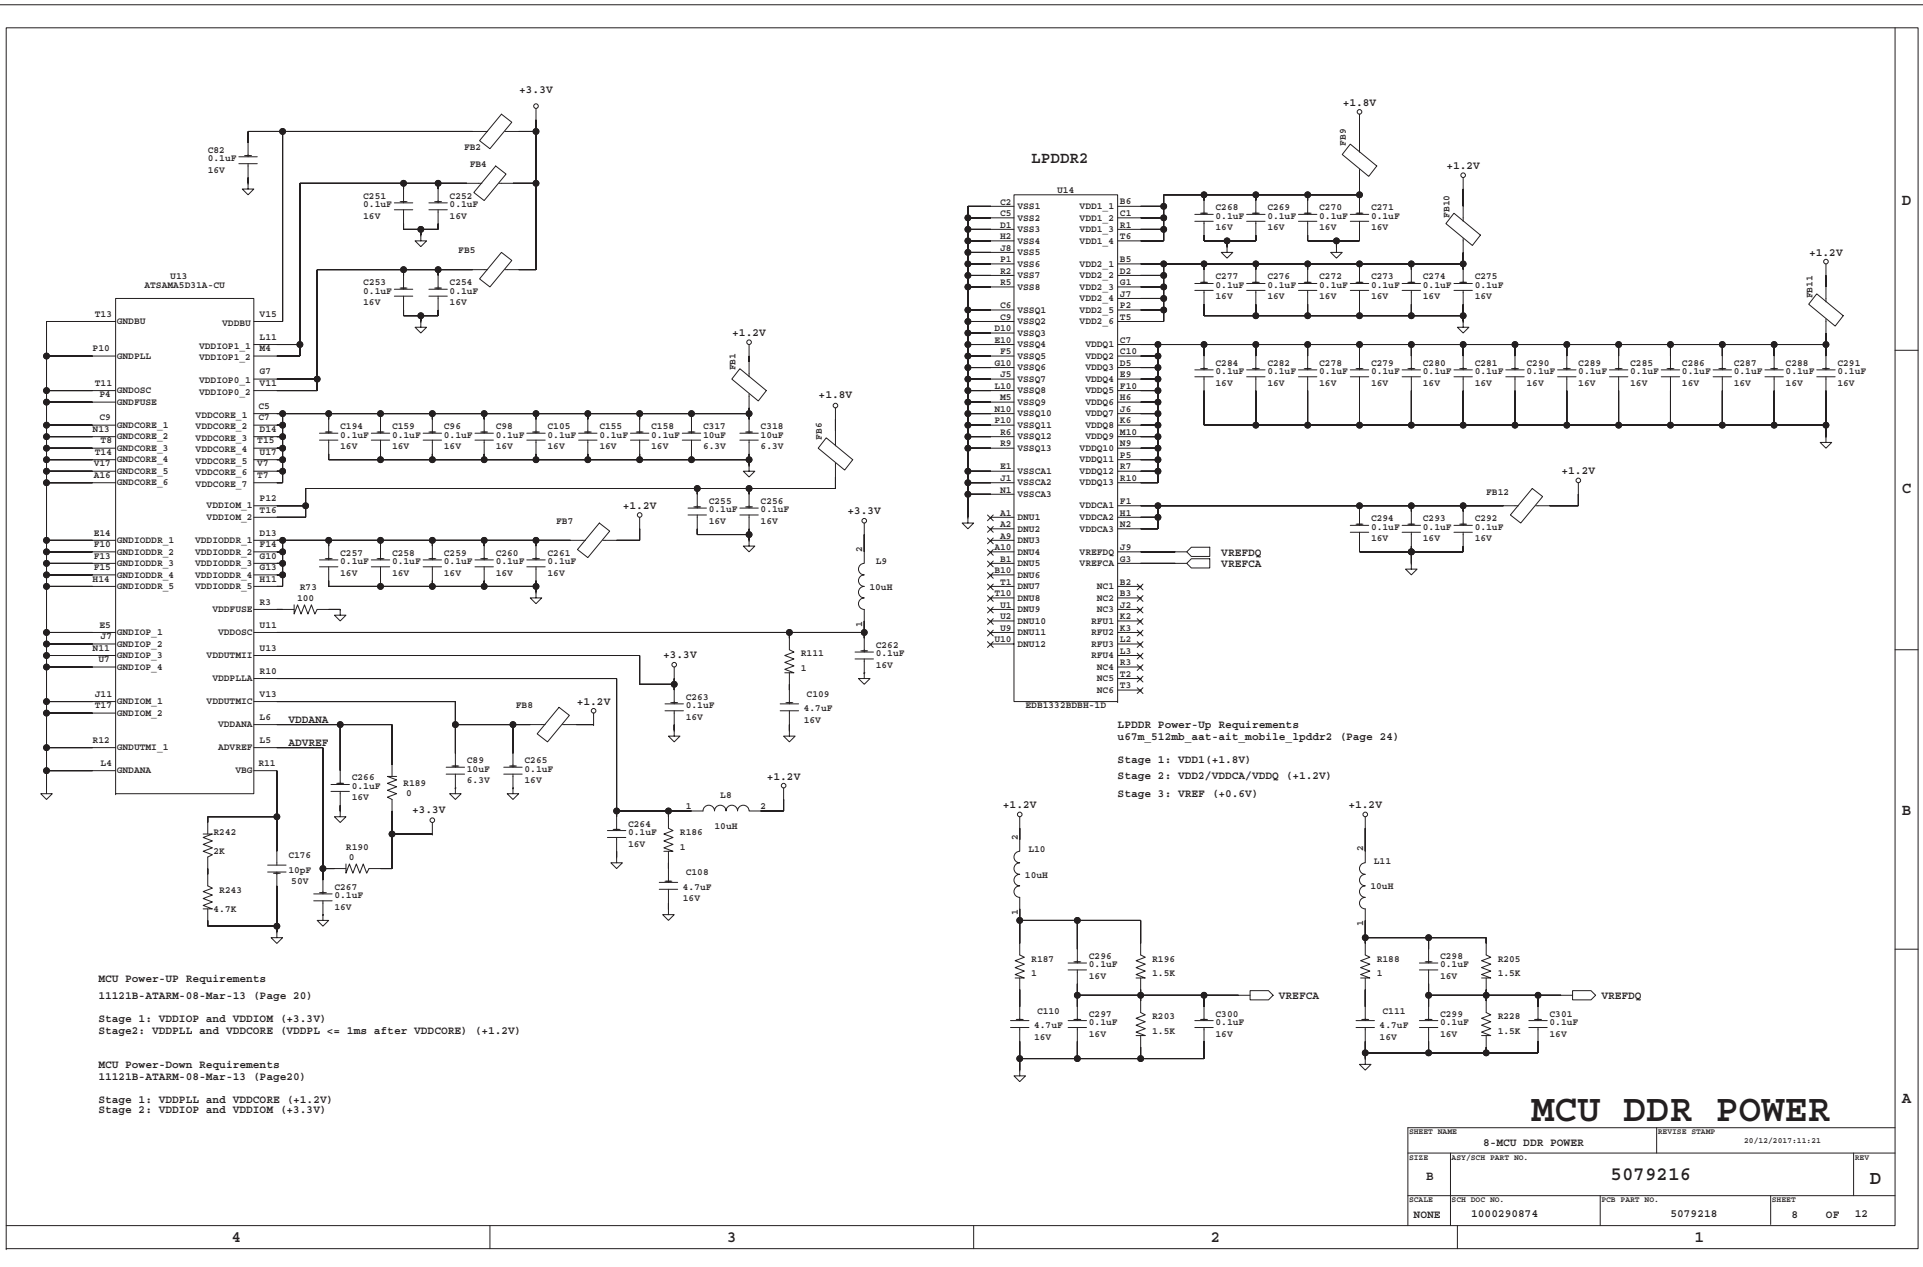 +3.3V
C82
0.1uF
16V
FB2
FB4
C251
0.1uF
16V
C252
0.1uF
16V
FB5
C253
0.1uF
16V
C254
0.1uF
16V
U13
ATSAMA5D31A-CU
T13 GNDBU
P10 GNDPLL
T11 GNDOSC
P4 GNDFUSE
C9 GNDCORE_1
N13 GNDCORE_2
T8 GNDCORE_3
T14 GNDCORE_4
V17 GNDCORE_5
A16 GNDCORE_6
E14 GNDIODDR_1
F10 GNDIODDR_2
F13 GNDIODDR_3
F15 GNDIODDR_4
H14 GNDIODDR_5
E5 GNDIOP_1
J7 GNDIOP_2
N11 GNDIOP_3
U7 GNDIOP_4
J11 GNDIOM_1
T17 GNDIOM_2
R12 GNDUTMI_1
L4 GNDANA
VDDBU V15
VDDIOP1_1 L11
VDDIOP1_2 M4
VDDIOP0_1 G7
VDDIOP0_2 V11
VDDCORE_1 C5
VDDCORE_2 C7
VDDCORE_3 D14
VDDCORE_4 T15
VDDCORE_5 U17
VDDCORE_6 V7
VDDCORE_7 T7
VDDIOM_1 P12
VDDIOM_2 T16
VDDIODDR_1 D13
VDDIODDR_2 F14
VDDIODDR_3 G10
VDDIODDR_4 G13
VDDIODDR_5 H11
VDDFUSE R3
VDDOSC U11
VDDUTMII U13
VDDPLLA R10
VDDUTMIC V13
VDDANA L6 VDDANA
ADVREF L5 ADVREF
VBG R11
+1.2V
FB1
C194
0.1uF
16V
C159
0.1uF
16V
C96
0.1uF
16V
C98
0.1uF
16V
C105
0.1uF
16V
C155
0.1uF
16V
C158
0.1uF
16V
C317
10uF
6.3V
C318
10uF
6.3V
+1.8V
FB6
C255
0.1uF
16V
C256
0.1uF
16V
FB7
+1.2V
C257
0.1uF
16V
C258
0.1uF
16V
C259
0.1uF
16V
C260
0.1uF
16V
C261
0.1uF
16V
R73
100
+3.3V
2
L9
10uH
1
R111
1
C262
0.1uF
16V
C109
4.7uF
16V
+3.3V
C263
0.1uF
16V
FB8
+1.2V
C89
10uF
6.3V
C265
0.1uF
16V
C266
0.1uF
16V
R189
0
+3.3V
R190
0
C267
0.1uF
16V
R242
2K
R243
4.7K
C176
10pF
50V
+1.2V
1
L8
2
10uH
C264
0.1uF
16V
R186
1
C108
4.7uF
16V
MCU Power-UP Requirements
11121B-ATARM-08-Mar-13 (Page 20)
Stage 1: VDDIOP and VDDIOM (+3.3V)
Stage2: VDDPLL and VDDCORE (VDDPL <= 1ms after VDDCORE) (+1.2V)
MCU Power-Down Requirements
11121B-ATARM-08-Mar-13 (Page20)
Stage 1: VDDPLL and VDDCORE (+1.2V)
Stage 2: VDDIOP and VDDIOM (+3.3V)
LPDDR2
U14
C2 VSS1
C5 VSS2
D1 VSS3
H2 VSS4
J8 VSS5
P1 VSS6
R2 VSS7
R5 VSS8
C6 VSSQ1
C9 VSSQ2
D10 VSSQ3
E10 VSSQ4
F5 VSSQ5
G10 VSSQ6
J5 VSSQ7
L10 VSSQ8
M5 VSSQ9
N10 VSSQ10
P10 VSSQ11
R6 VSSQ12
R9 VSSQ13
E1 VSSCA1
J1 VSSCA2
N1 VSSCA3
A1 DNU1
A2 DNU2
A9 DNU3
A10 DNU4
B1 DNU5
B10 DNU6
T1 DNU7
T10 DNU8
U1 DNU9
U2 DNU10
U9 DNU11
U10 DNU12
VDD1_1 B6
VDD1_2 C1
VDD1_3 R1
VDD1_4 T6
VDD2_1 B5
VDD2_2 D2
VDD2_3 G1
VDD2_4 J7
VDD2_5 P2
VDD2_6 T5
VDDQ1 C7
VDDQ2 C10
VDDQ3 D5
VDDQ4 E9
VDDQ5 F10
VDDQ6 H6
VDDQ7 J6
VDDQ8 K6
VDDQ9 M10
VDDQ10 N9
VDDQ11 P5
VDDQ12 R7
VDDQ13 R10
VDDCA1 F1
VDDCA2 H1
VDDCA3 N2
VREFDQ J9 VREFDQ
VREFCA G3 VREFCA
NC1 B2
NC2 B3
NC3 J2
RFU1 K2
RFU2 K3
RFU3 L2
RFU4 L3
NC4 R3
NC5 T2
NC6 T3
EDB1332BDBH-1D
+1.8V
FB9
C268
0.1uF
16V
C269
0.1uF
16V
C270
0.1uF
16V
C271
0.1uF
16V
+1.2V
FB10
C277
0.1uF
16V
C276
0.1uF
16V
C272
0.1uF
16V
C273
0.1uF
16V
C274
0.1uF
16V
C275
0.1uF
16V
+1.2V
FB11
C284
0.1uF
16V
C282
0.1uF
16V
C278
0.1uF
16V
C279
0.1uF
16V
C280
0.1uF
16V
C281
0.1uF
16V
C290
0.1uF
16V
C289
0.1uF
16V
C285
0.1uF
16V
C286
0.1uF
16V
C287
0.1uF
16V
C288
0.1uF
16V
C291
0.1uF
16V
+1.2V
FB12
C294
0.1uF
16V
C293
0.1uF
16V
C292
0.1uF
16V
LPDDR Power-Up Requirements
u67m_512mb_aat-ait_mobile_lpddr2 (Page 24)
Stage 1: VDD1(+1.8V)
Stage 2: VDD2/VDDCA/VDDQ (+1.2V)
Stage 3: VREF (+0.6V)
+1.2V
2
L10
10uH
1
R187
1
C296
0.1uF
16V
R196
1.5K
VREFCA
C110
4.7uF
16V
C297
0.1uF
16V
R203
1.5K
C300
0.1uF
16V
+1.2V
2
L11
10uH
1
R188
1
C298
0.1uF
16V
R205
1.5K
VREFDQ
C111
4.7uF
16V
C299
0.1uF
16V
R228
1.5K
C301
0.1uF
16V
MCU DDR POWER
SHEET NAME
8-MCU DDR POWER
REVISE STAMP
20/12/2017:11:21
SIZE
B
ASY/SCH PART NO.
5079216
REV
D
SCALE
NONE
SCH DOC NO.
1000290874
PCB PART NO.
5079218
SHEET
8 OF 12
D
C
B
A
4
3
2
1